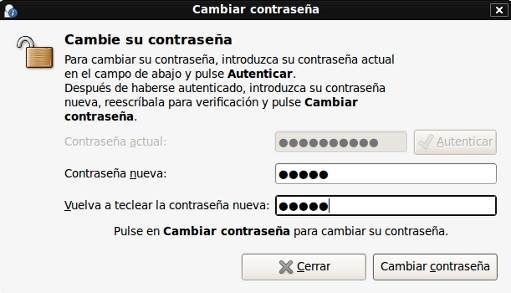 Cambiar contraseña
Cambie su contraseña
Para cambiar su contraseña, introduzca su contraseña actual
en el campo de abajo y pulse Autenticar.
Después de haberse autenticado, introduzca su contraseña
nueva, reescríbala para verificación y pulse Cambiar
contraseña.
Contraseña actual: ●●●●●●●●●● Autenticar
Contraseña nueva: ●●●●●
Vuelva a teclear la contraseña nueva: ●●●●●
Pulse en Cambiar contraseña para cambiar su contraseña.
Cerrar Cambiar contraseña